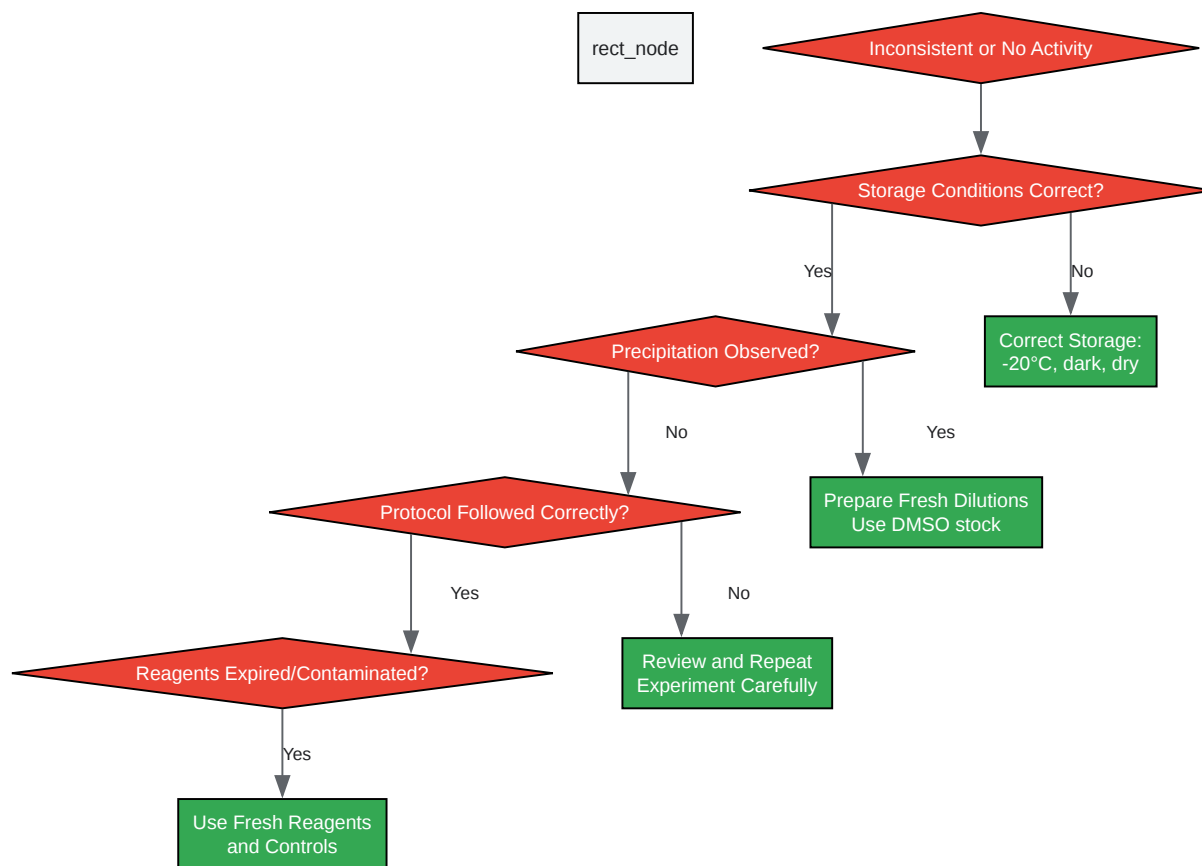 rect_node
Inconsistent or No Activity
Storage Conditions Correct?
Yes
No
Precipitation Observed?
Correct Storage:
-20°C, dark, dry
No
Yes
Protocol Followed Correctly?
Prepare Fresh Dilutions
Use DMSO stock
Yes
No
Reagents Expired/Contaminated?
Review and Repeat
Experiment Carefully
Yes
Use Fresh Reagents
and Controls